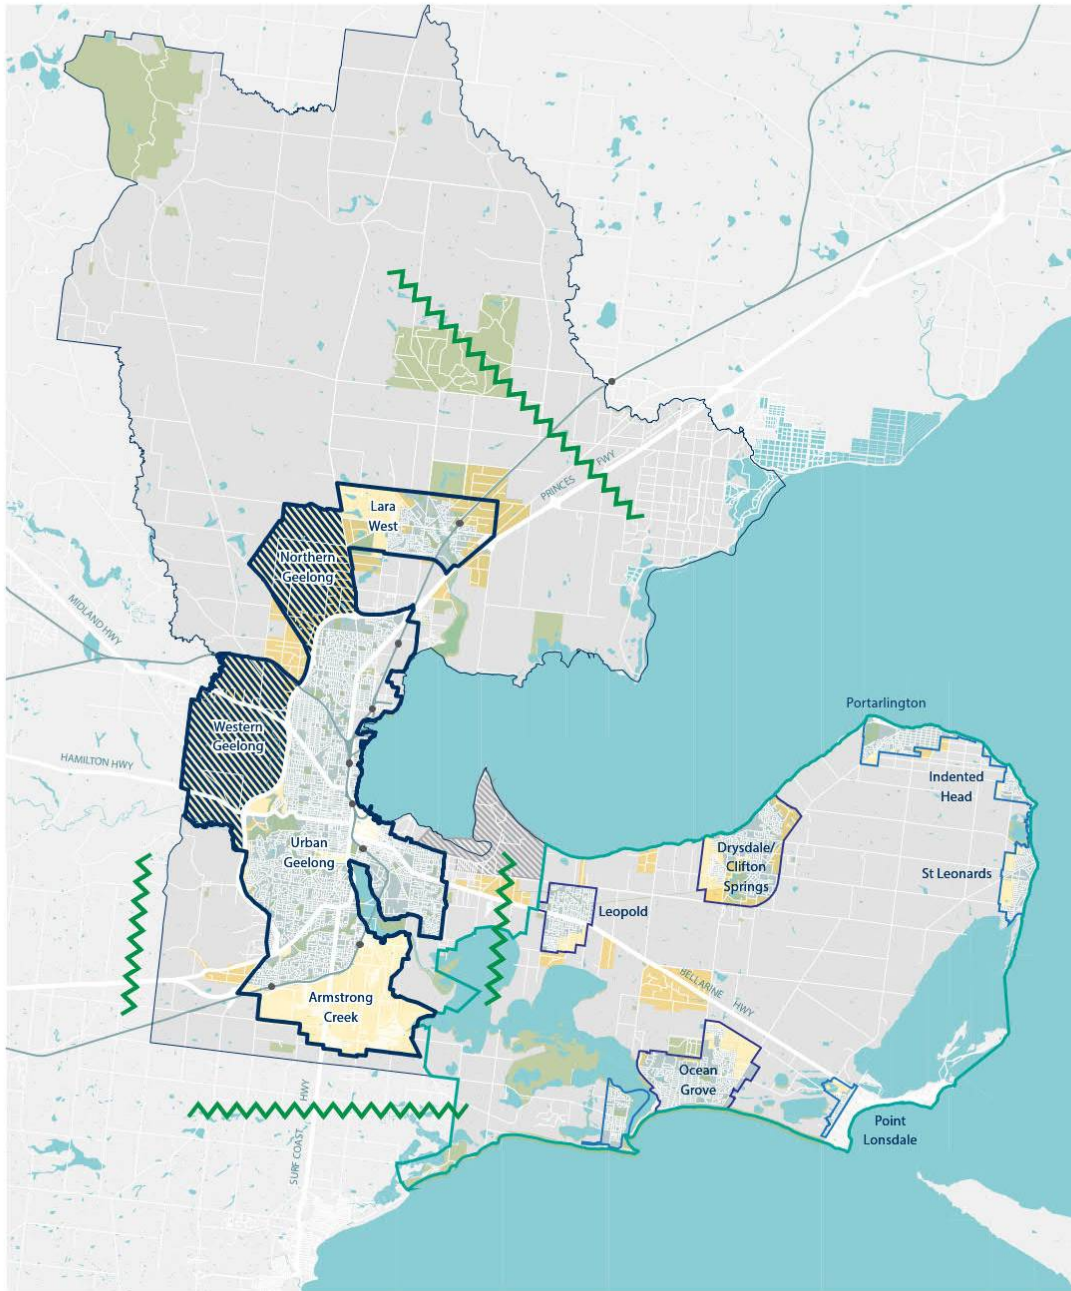 PRINCES FWY
Lara
West
Northern
Geelong
MIDLAND HWY
Western
Geelong
HAMILTON HWY
Portarlington
Indented
Head
Urban
Geelong
Drysdale/
Clifton
Springs
St Leonards
Leopold
BELLARINE HWY
Armstrong
Creek
Ocean
Grove
Point
Lonsdale
SURF COAST HWY